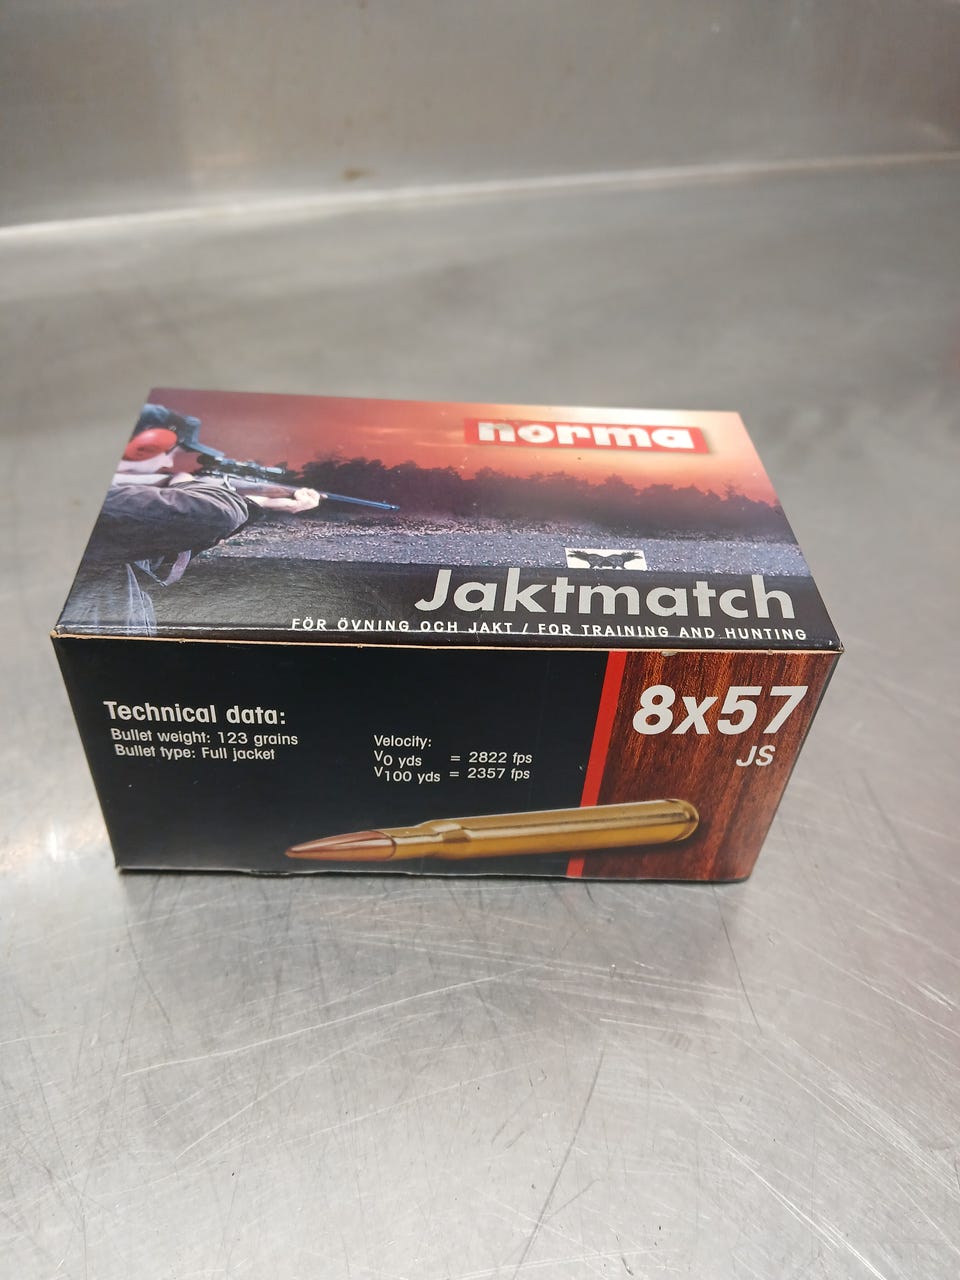 norma
Jaktmatch
FÖR ÖVNING OCH JAKT / FOR TRAINING AND HUNTING
Technical data:
Bullet weight: 123 grains
Bullet type: Full jacket
Velocity:
V0 yds = 2822 fps
V100 yds = 2357 fps
8x57
JS